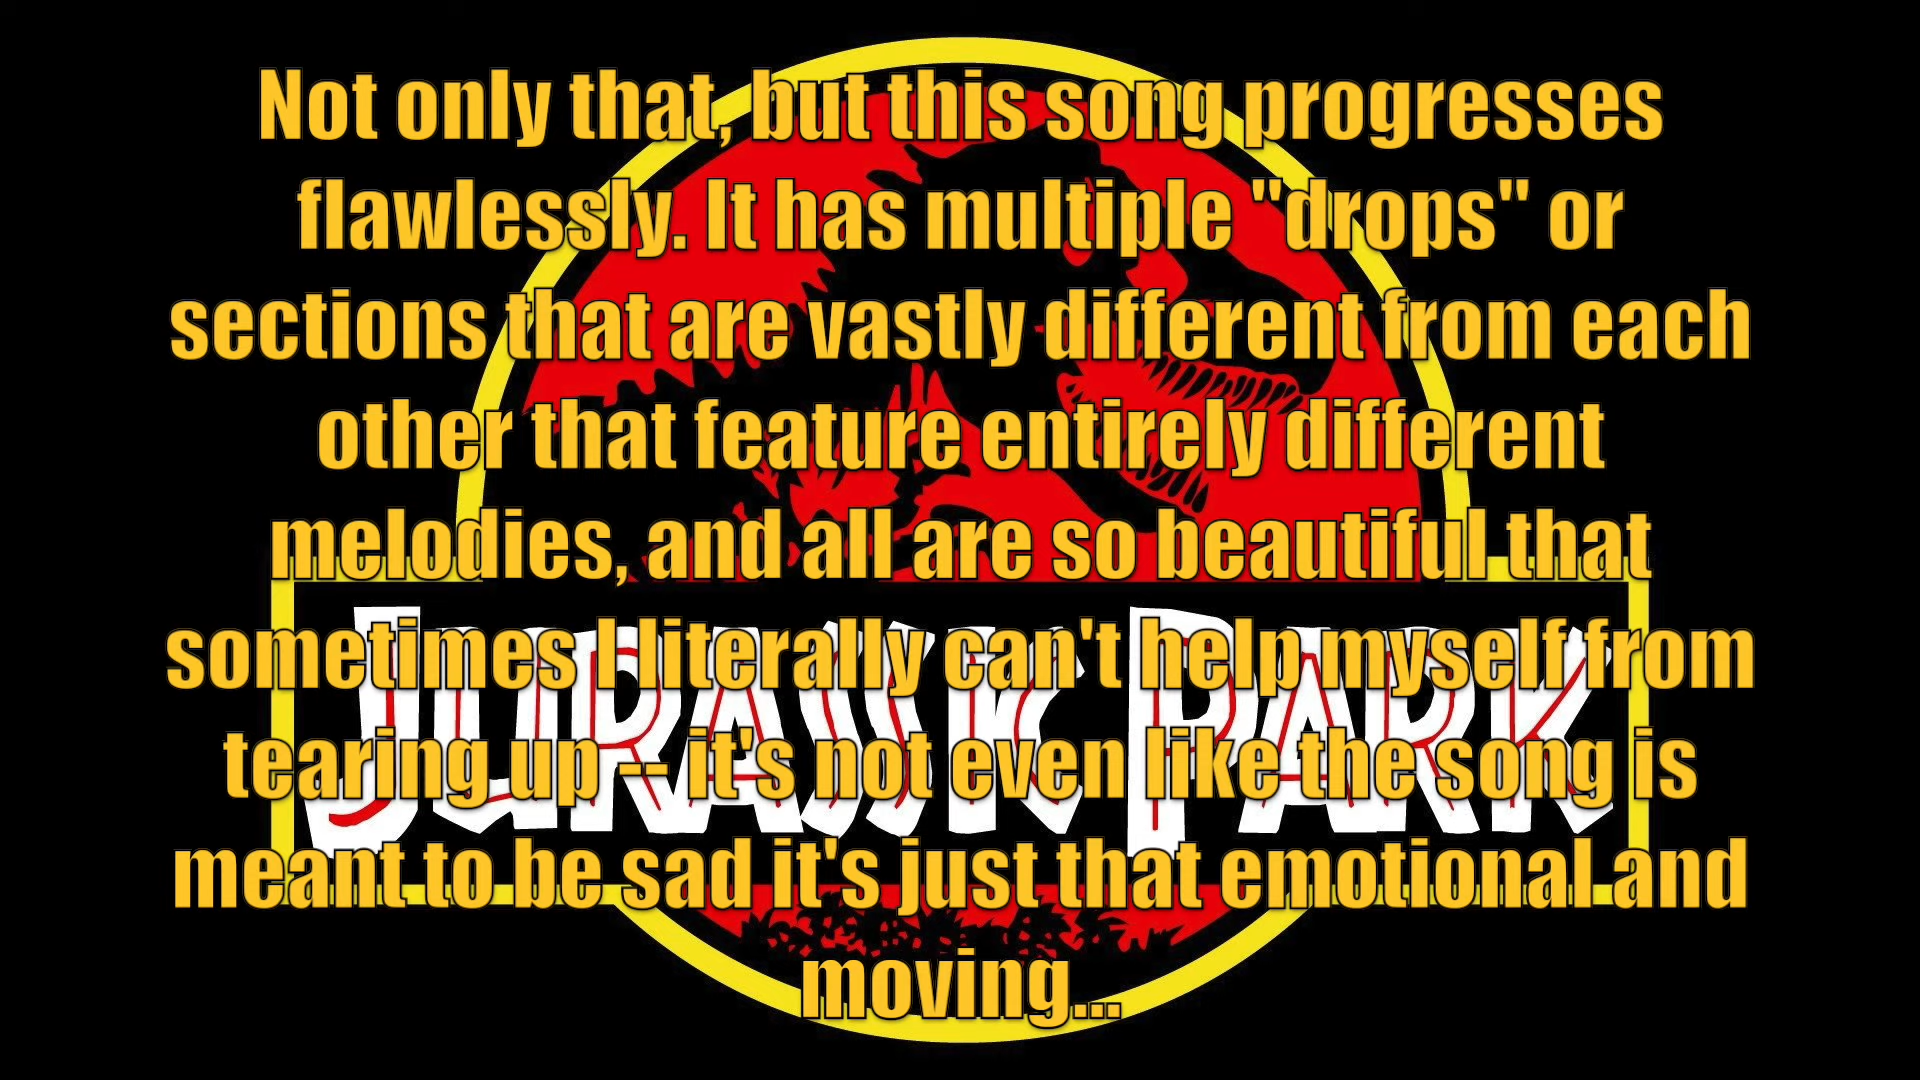 Not only that, but this song progresses
flawlessly. It has multiple "drops" or
sections that are vastly different from each
other that feature entirely different
melodies, and all are so beautiful that
sometimes I literally can't help myself from
tearing up -- it's not even like the song is
meant to be sad it's just that emotional and
moving...
JURASSIC PARK